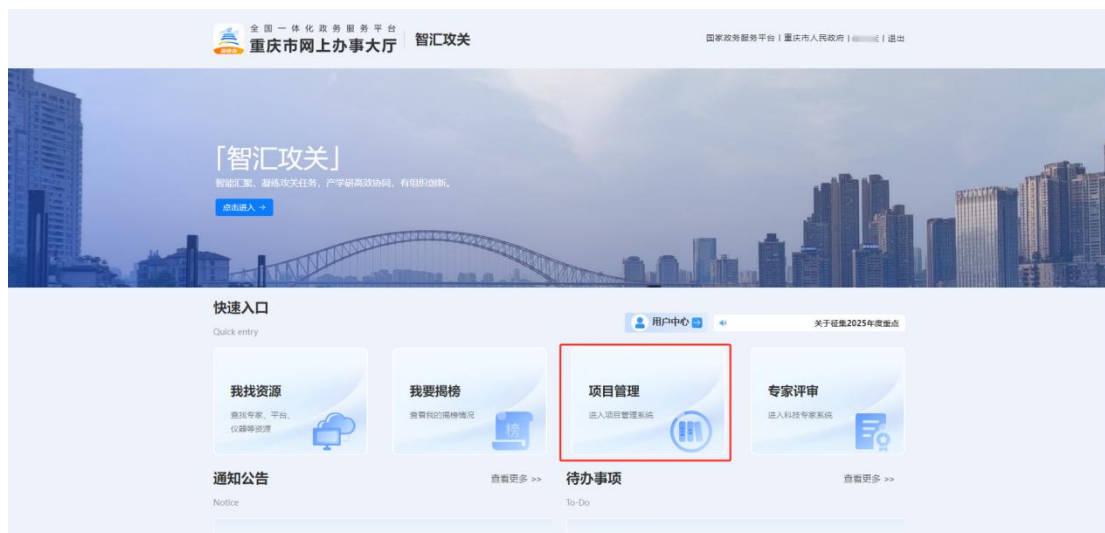 全国一体化政务服务平台
重庆市网上办事大厅
智汇攻关
国家政务服务平台 | 重庆市人民政府 | | 退出
「智汇攻关」
智能汇聚、凝练攻关任务、产学研高效协同、有组织创新。
点击进入 →
快速入口
Quick entry
用户中心
关于征集2025年度重点
我找资源
查找专家、平台、
仪器等资源
我要揭榜
查看我的揭榜情况
榜
项目管理
进入项目管理系统
专家评审
进入科技专家系统
通知公告
查看更多 >>
Notice
待办事项
查看更多 >>
To-Do